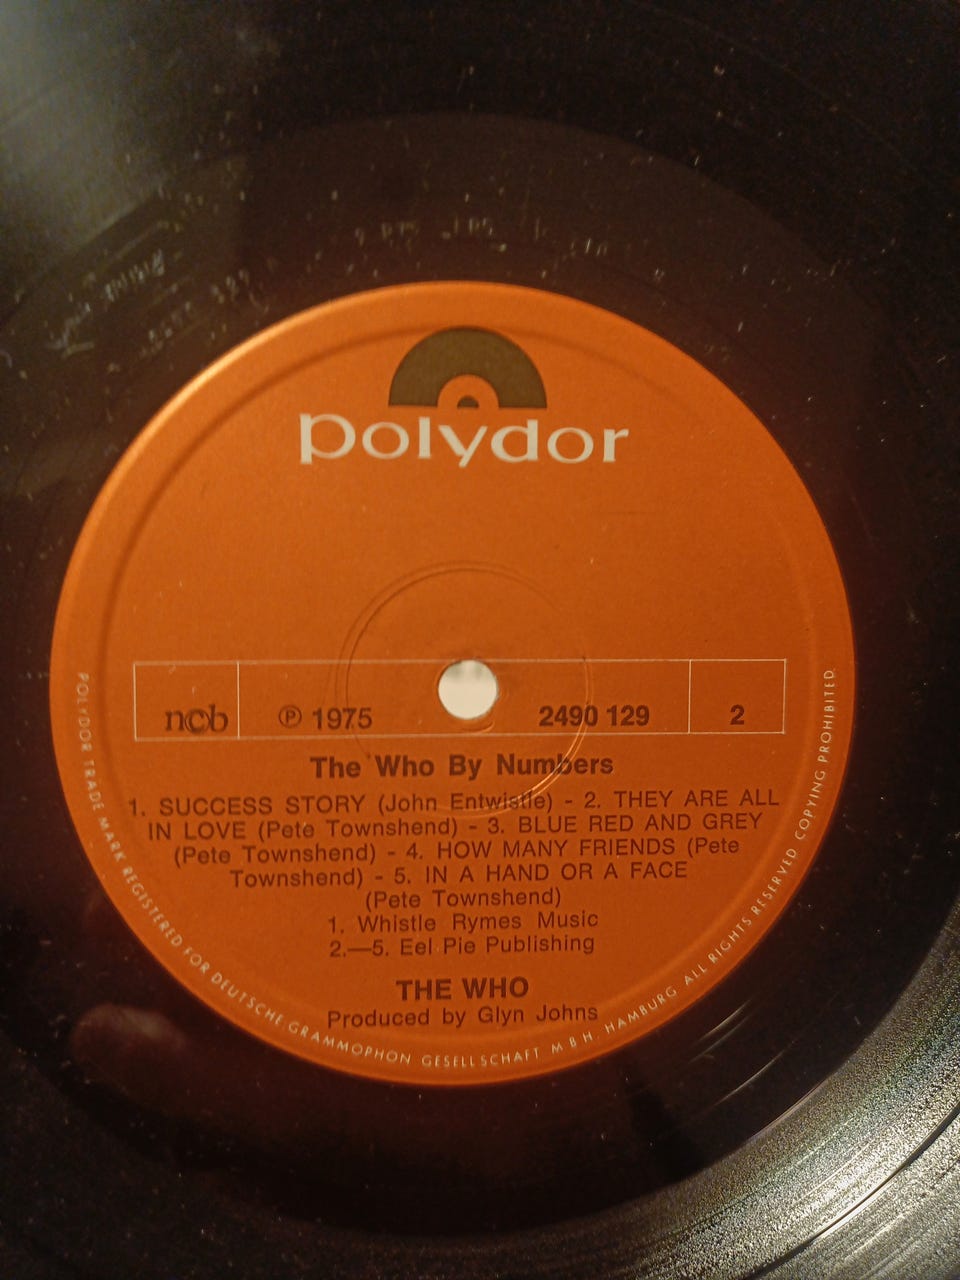 polydor
ncb ℗ 1975 2490 129 2
The Who By Numbers
1. SUCCESS STORY (John Entwistle) - 2. THEY ARE ALL
IN LOVE (Pete Townshend) - 3. BLUE RED AND GREY
(Pete Townshend) - 4. HOW MANY FRIENDS (Pete
Townshend) - 5. IN A HAND OR A FACE
(Pete Townshend)
1. Whistle Rymes Music
2.—5. Eel Pie Publishing
THE WHO
Produced by Glyn Johns
POLYDOR TRADE MARK REGISTERED FOR DEUTSCHE GRAMMOPHON GESELLSCHAFT M B H. HAMBURG ALL RIGHTS RESERVED COPYING PROHIBITED